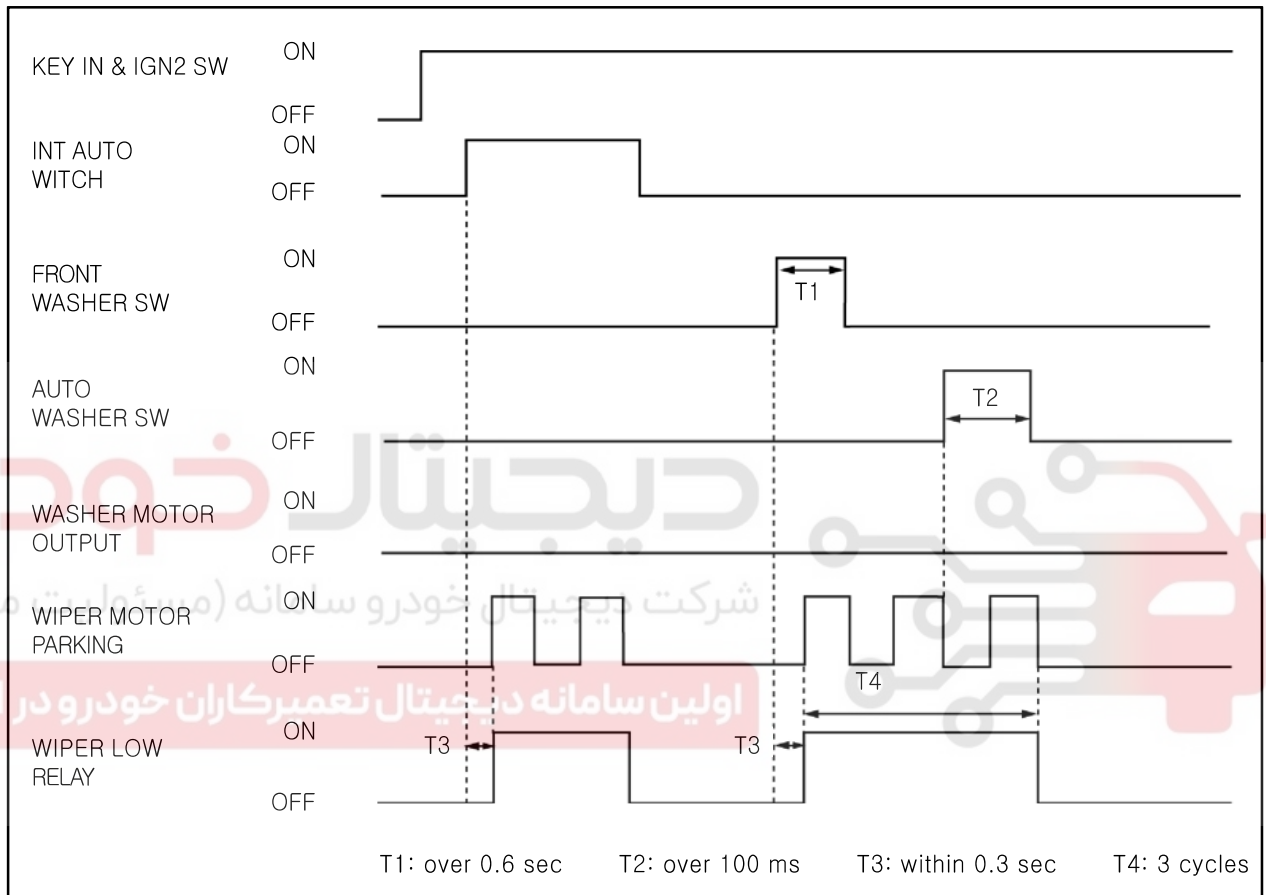 KEY IN & IGN2 SW
ON
OFF
INT AUTO
WITCH
ON
OFF
FRONT
WASHER SW
ON
OFF
T1
AUTO
WASHER SW
ON
OFF
T2
دیجیتال خود
WASHER MOTOR
OUTPUT
ON
OFF
شرکت دیجیتال خودرو سامانه (مسئولیت
WIPER MOTOR
PARKING
ON
OFF
T4
اولین سامانه دیجیتال تعمیرکاران خودرو در
WIPER LOW
RELAY
ON
OFF
T3
T3
T1: over 0.6 sec T2: over 100 ms T3: within 0.3 sec T4: 3 cycles